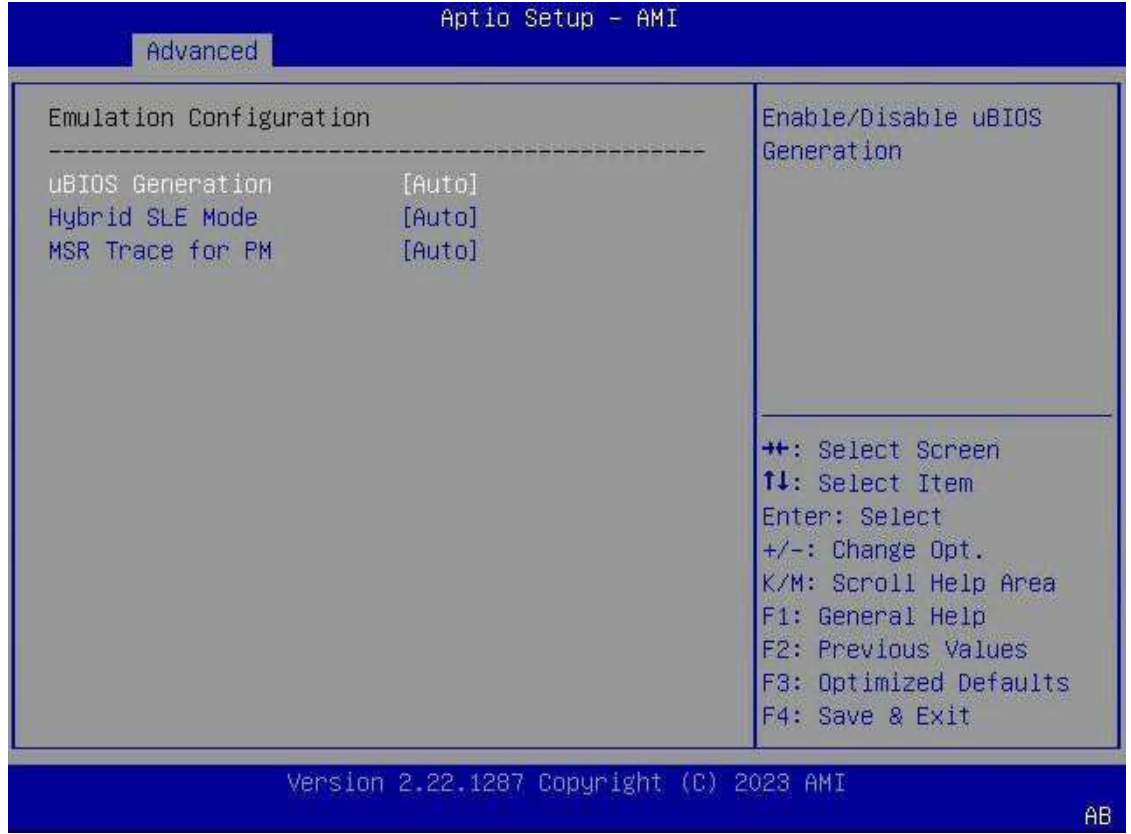 Aptio Setup – AMI
Advanced
Emulation Configuration
-----------------------------------------------
uBIOS Generation [Auto]
Hybrid SLE Mode [Auto]
MSR Trace for PM [Auto]
Enable/Disable uBIOS
Generation
→←: Select Screen
↑↓: Select Item
Enter: Select
+/-: Change Opt.
K/M: Scroll Help Area
F1: General Help
F2: Previous Values
F3: Optimized Defaults
F4: Save & Exit
Version 2.22.1287 Copyright (C) 2023 AMI
AB